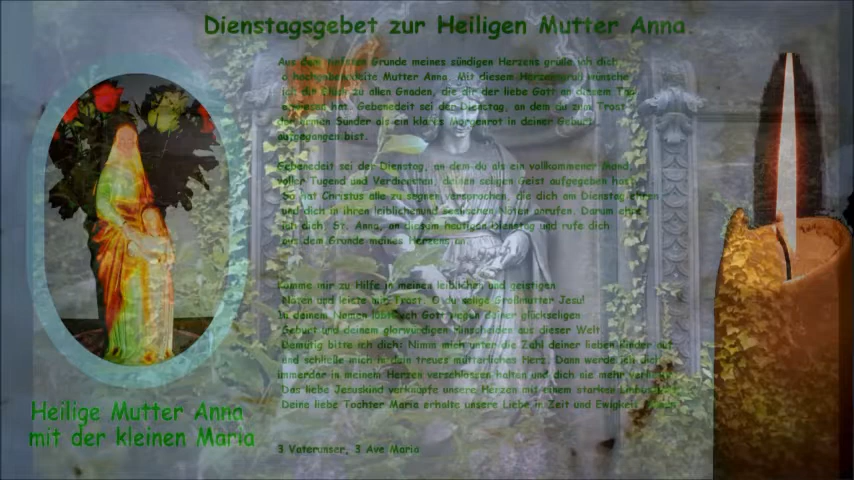 Dienstagsgebet zur Heiligen Mutter Anna
Aus dem tiefsten Grunde meines sündigen Herzens grüße ich dich,
o hochgebenedeite Mutter Anna. Mit diesem Herzensgruß wünsche
ich dir Glück zu allen Gnaden, die dir der liebe Gott an diesem Tag
erwiesen hat. Gebenedeit sei der Dienstag, an dem du zum Trost
der armen Sünder als ein klares Morgenrot in deiner Geburt
aufgegangen bist.
Gebenedeit sei der Dienstag, an dem du als ein vollkommener Mond,
voller Tugend und Verdiensten, deinen seligen Geist aufgegeben hast.
Da hat Christus alle zu segnen versprochen, die dich am Dienstag ehren
und dich in ihren leiblichen und seelischen Nöten anrufen. Darum ehre
ich dich, St. Anna, an diesem heutigen Dienstag und rufe dich
aus dem Grunde meines Herzens an.
Komme mir zu Hilfe in meinen leiblichen und geistigen
Nöten und leiste mir Trost. O du selige Großmutter Jesu!
In deinem Namen lobe ich Gott wegen deiner glückseligen
Geburt und deinem glorwürdigen Hinscheiden aus dieser Welt.
Demütig bitte ich dich: Nimm mich unter die Zahl deiner lieben Kinder auf
und schließe mich in dein treues mütterliches Herz. Dann werde ich dich
immerdar in meinem Herzen verschlossen halten und dich nie mehr
Das liebe Jesuskind verknüpfe unsere Herzen mit einem starken
Deine liebe Tochter Maria erhalte unsere Liebe in Zeit und Ewigkeit.
3 Vaterunser, 3 Ave Maria
Heilige Mutter Anna
mit der kleinen Maria